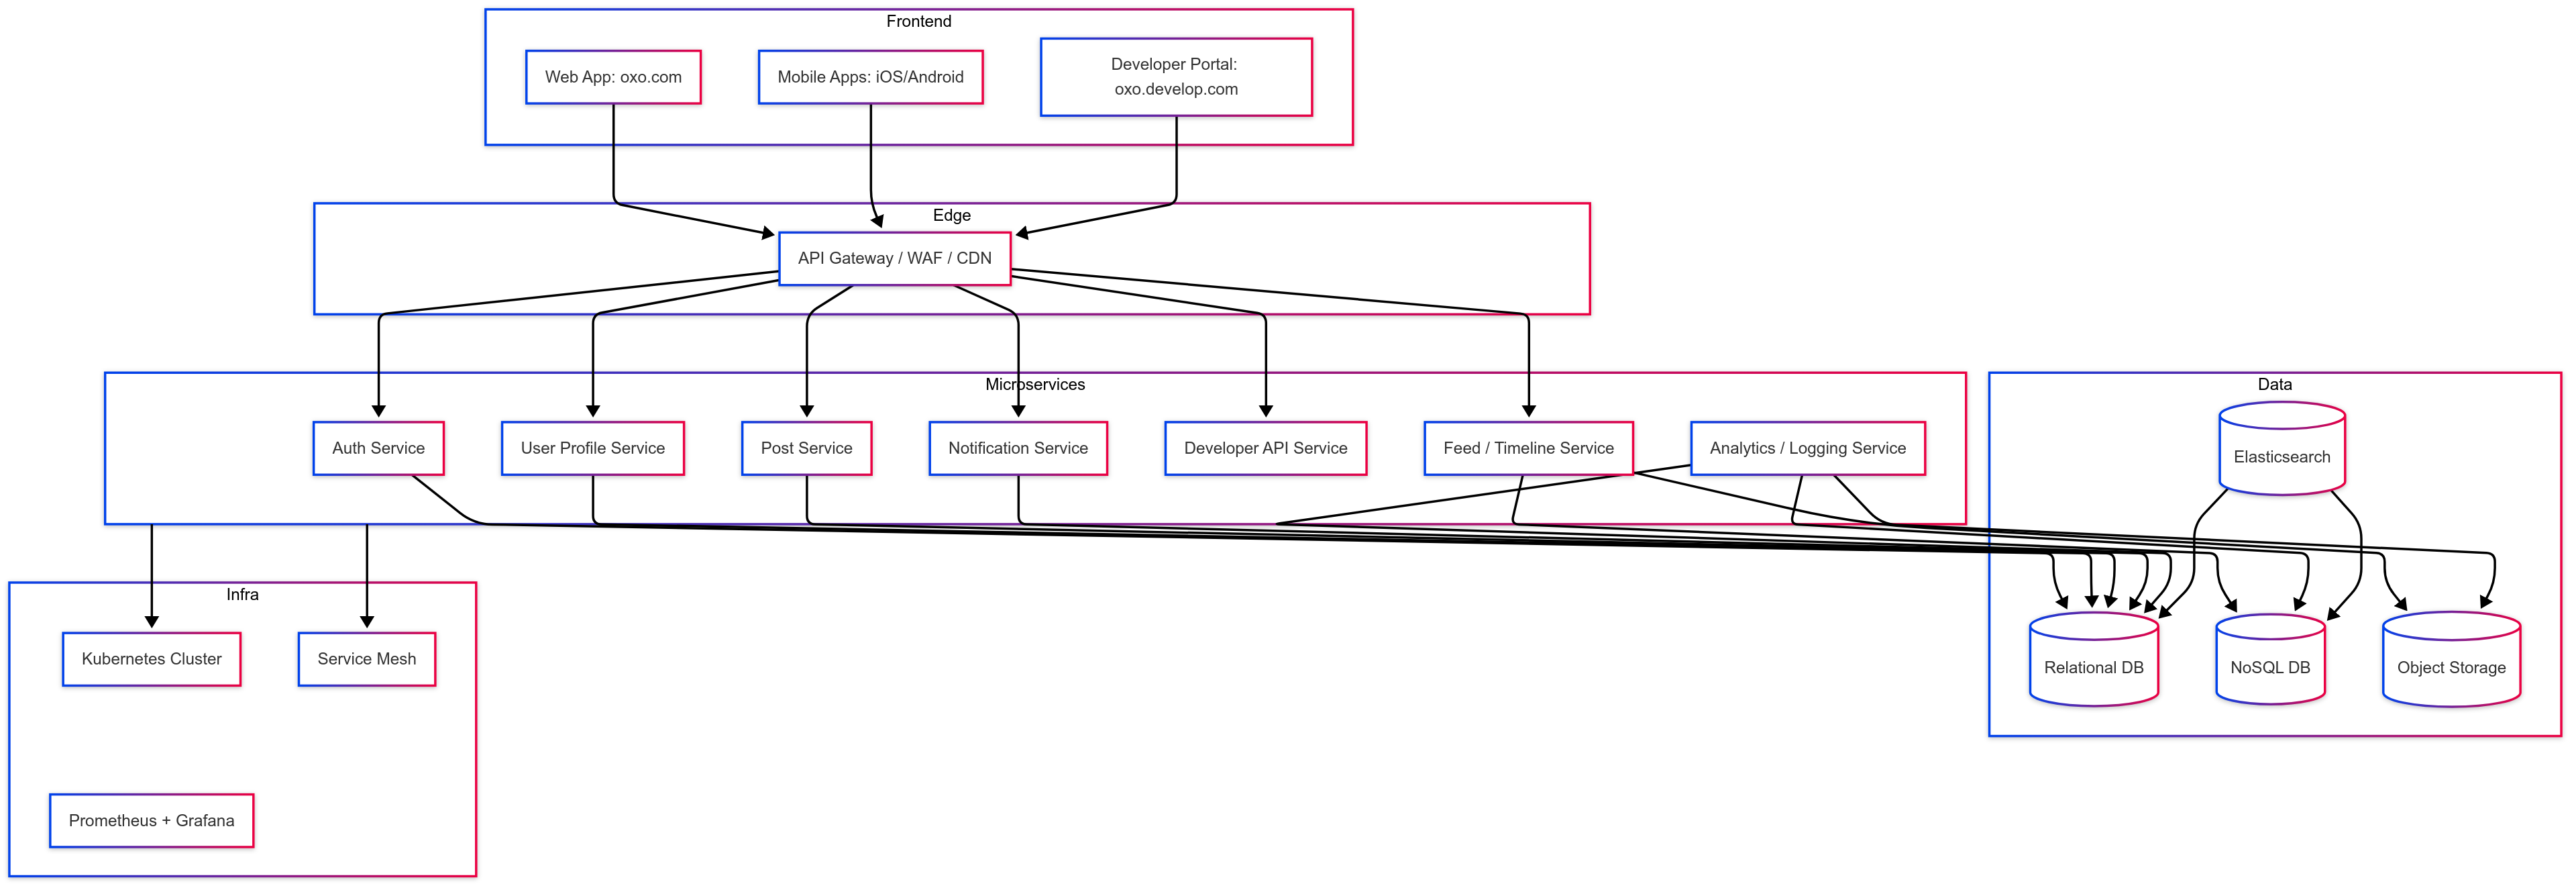 Frontend
Web App: oxo.com
Mobile Apps: iOS/Android
Developer Portal:
oxo.develop.com
Edge
API Gateway / WAF / CDN
Microservices
Auth Service
User Profile Service
Post Service
Notification Service
Developer API Service
Feed / Timeline Service
Analytics / Logging Service
Data
Elasticsearch
Relational DB
NoSQL DB
Object Storage
Infra
Kubernetes Cluster
Service Mesh
Prometheus + Grafana